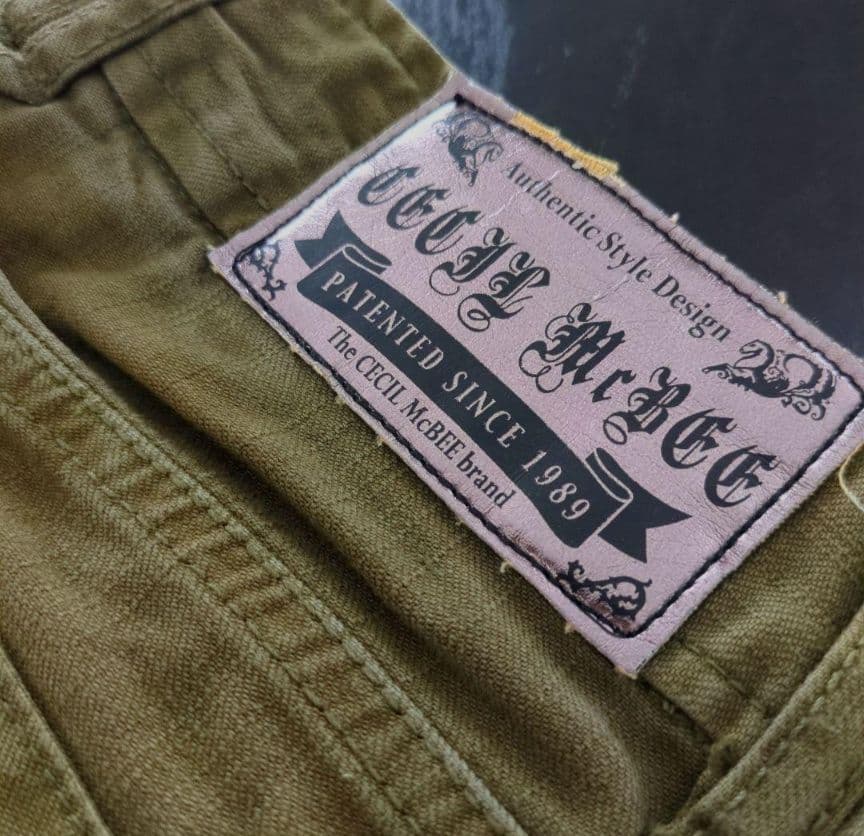 Authentic Style Design
CECIL McBEE
PATENTED SINCE 1989
The CECIL McBEE brand